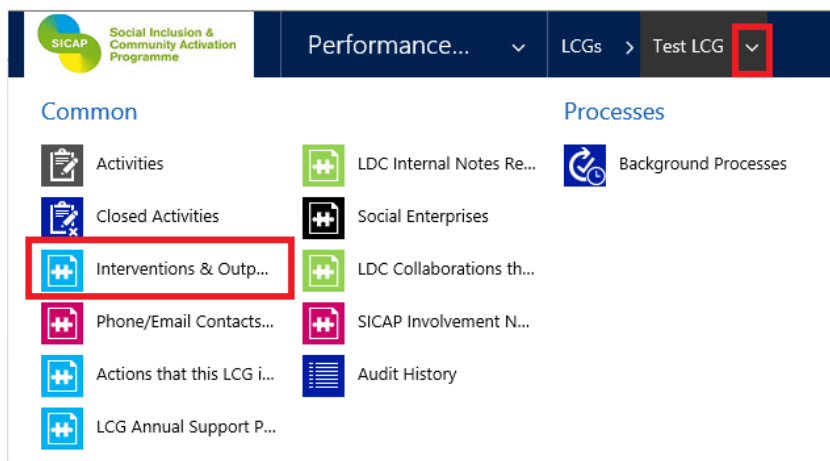 SICAP
Social Inclusion &
Community Activation
Programme
Performance...
LCGs > Test LCG
Common
Activities
Closed Activities
Interventions & Outp...
Phone/Email Contacts...
Actions that this LCG i...
LCG Annual Support P...
LDC Internal Notes Re...
Social Enterprises
LDC Collaborations th...
SICAP Involvement N...
Audit History
Processes
Background Processes